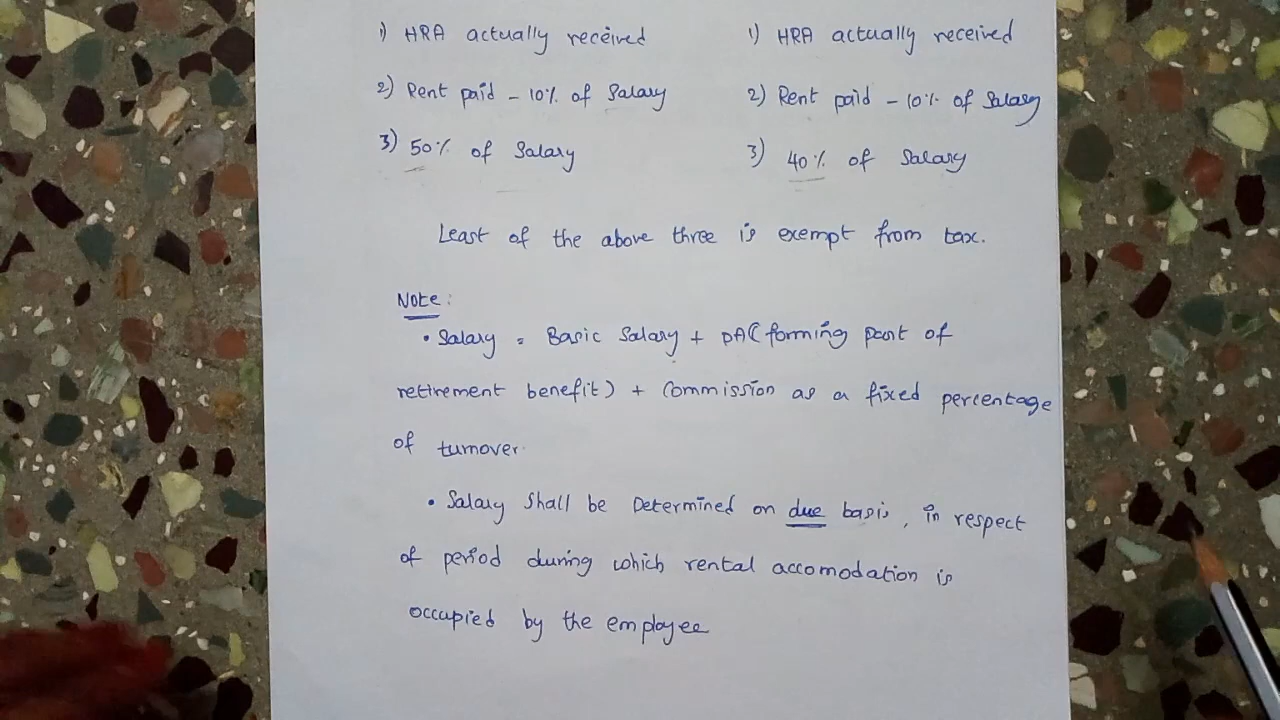 1) HRA actually received
2) Rent paid - 10% of Salary
3) 50% of Salary
1) HRA actually received
2) Rent paid - 10% of Salary
3) 40% of Salary
Least of the above three is exempt from tax.
Note:
• Salary = Basic Salary + DA (forming part of
retirement benefit) + Commission as a fixed percentage
of turnover.
• Salary Shall be Determined on due basis, in respect
of period during which rental accomodation is
occupied by the employee